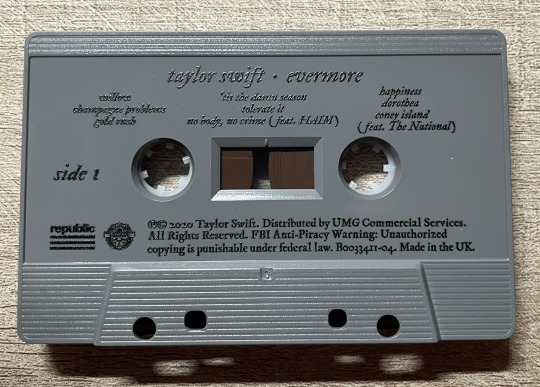 taylor swift · evermore
willow
champagne problems
gold rush
'tis the damn season
tolerate it
no body, no crime (feat. HAIM)
happiness
dorothea
coney island
(feat. The National)
side 1
republic
℗© 2020 Taylor Swift. Distributed by UMG Commercial Services.
All Rights Reserved. FBI Anti-Piracy Warning: Unauthorized
copying is punishable under federal law. B0033411-04. Made in the UK.